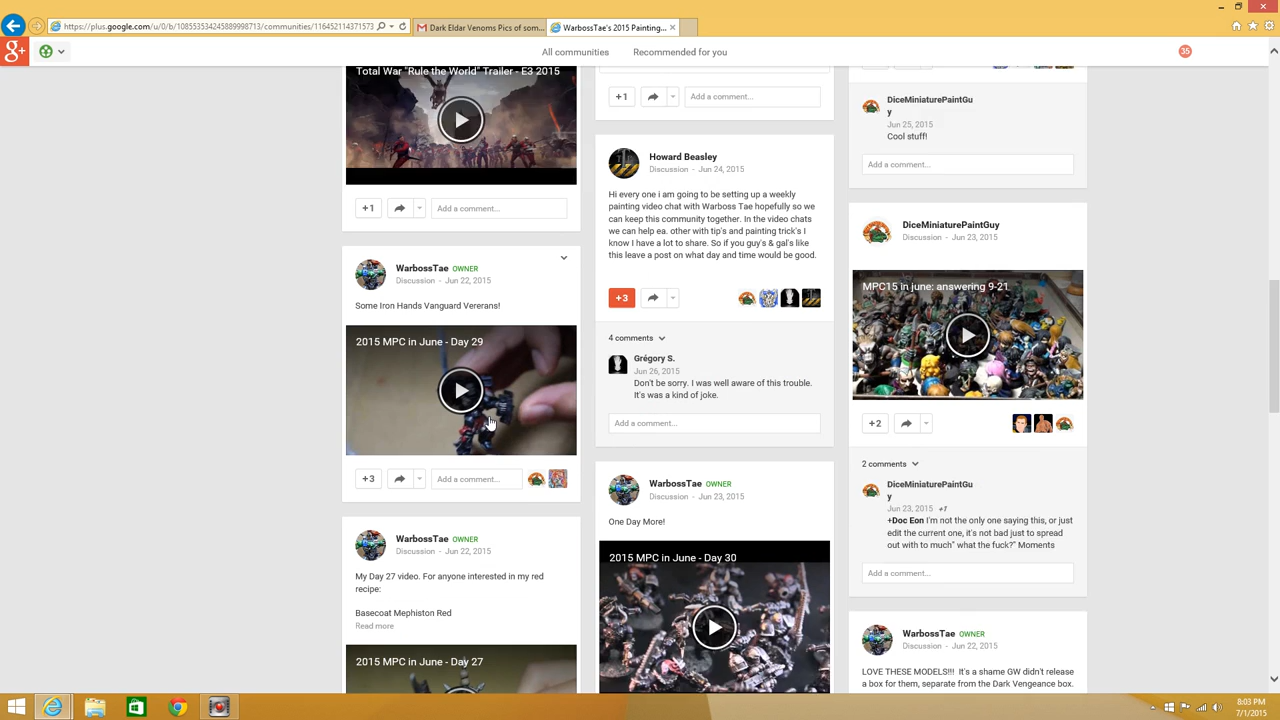 https://plus.google.com/u/0/b/108553534245889998713/communities/116452114371573
Dark Eldar Venoms Pics of som...
WarbossTae's 2015 Painting...
g+
All communities
Recommended for you
35
Total War "Rule the World" Trailer - E3 2015
+1
Add a comment...
WarbossTae OWNER
Discussion - Jun 22, 2015
Some Iron Hands Vanguard Vererans!
2015 MPC in June - Day 29
+3
Add a comment...
WarbossTae OWNER
Discussion - Jun 22, 2015
My Day 27 video. For anyone interested in my red
recipe:
Basecoat Mephiston Red
Read more
2015 MPC in June - Day 27
+1
Add a comment...
Howard Beasley
Discussion - Jun 24, 2015
Hi every one i am going to be setting up a weekly
painting video chat with Warboss Tae hopefully so we
can keep this community together. In the video chats
we can help ea. other with tip's and painting trick's I
know I have a lot to share. So if you guy's & gal's like
this leave a post on what day and time would be good.
+3
4 comments
Grégory S.
Jun 26, 2015
Don't be sorry. I was well aware of this trouble.
It's was a kind of joke.
Add a comment...
WarbossTae OWNER
Discussion - Jun 23, 2015
One Day More!
2015 MPC in June - Day 30
DiceMiniaturePaintGu
y
Jun 25, 2015
Cool stuff!
Add a comment...
DiceMiniaturePaintGuy
Discussion - Jun 23, 2015
MPC15 in june: answering 9-21
+2
2 comments
DiceMiniaturePaintGu
y
Jun 23, 2015 +1
+Doc Eon I'm not the only one saying this, or just
edit the current one, it's not bad just to spread
out with to much" what the fuck?" Moments
Add a comment...
WarbossTae OWNER
Discussion - Jun 22, 2015
LOVE THESE MODELS!!! It's a shame GW didn't release
a box for them, separate from the Dark Vengeance box.
8:03 PM
7/1/2015